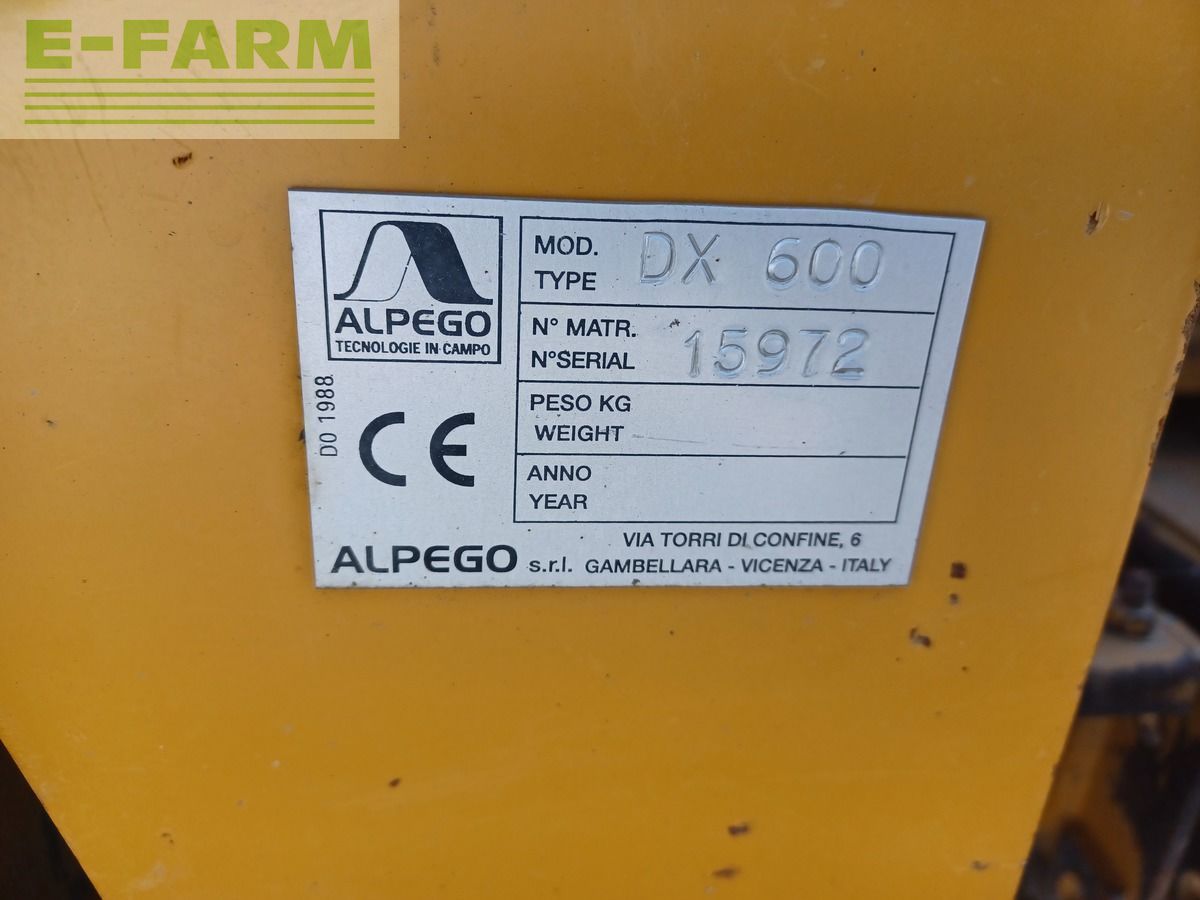 E-FARM
ALPEGO
TECNOLOGIE IN CAMPO
D0 1988
CE
MOD.
TYPE
DX 600
N° MATR.
N°SERIAL
15972
PESO KG
WEIGHT
ANNO
YEAR
ALPEGO s.r.l.
VIA TORRI DI CONFINE, 6
GAMBELLARA - VICENZA - ITALY